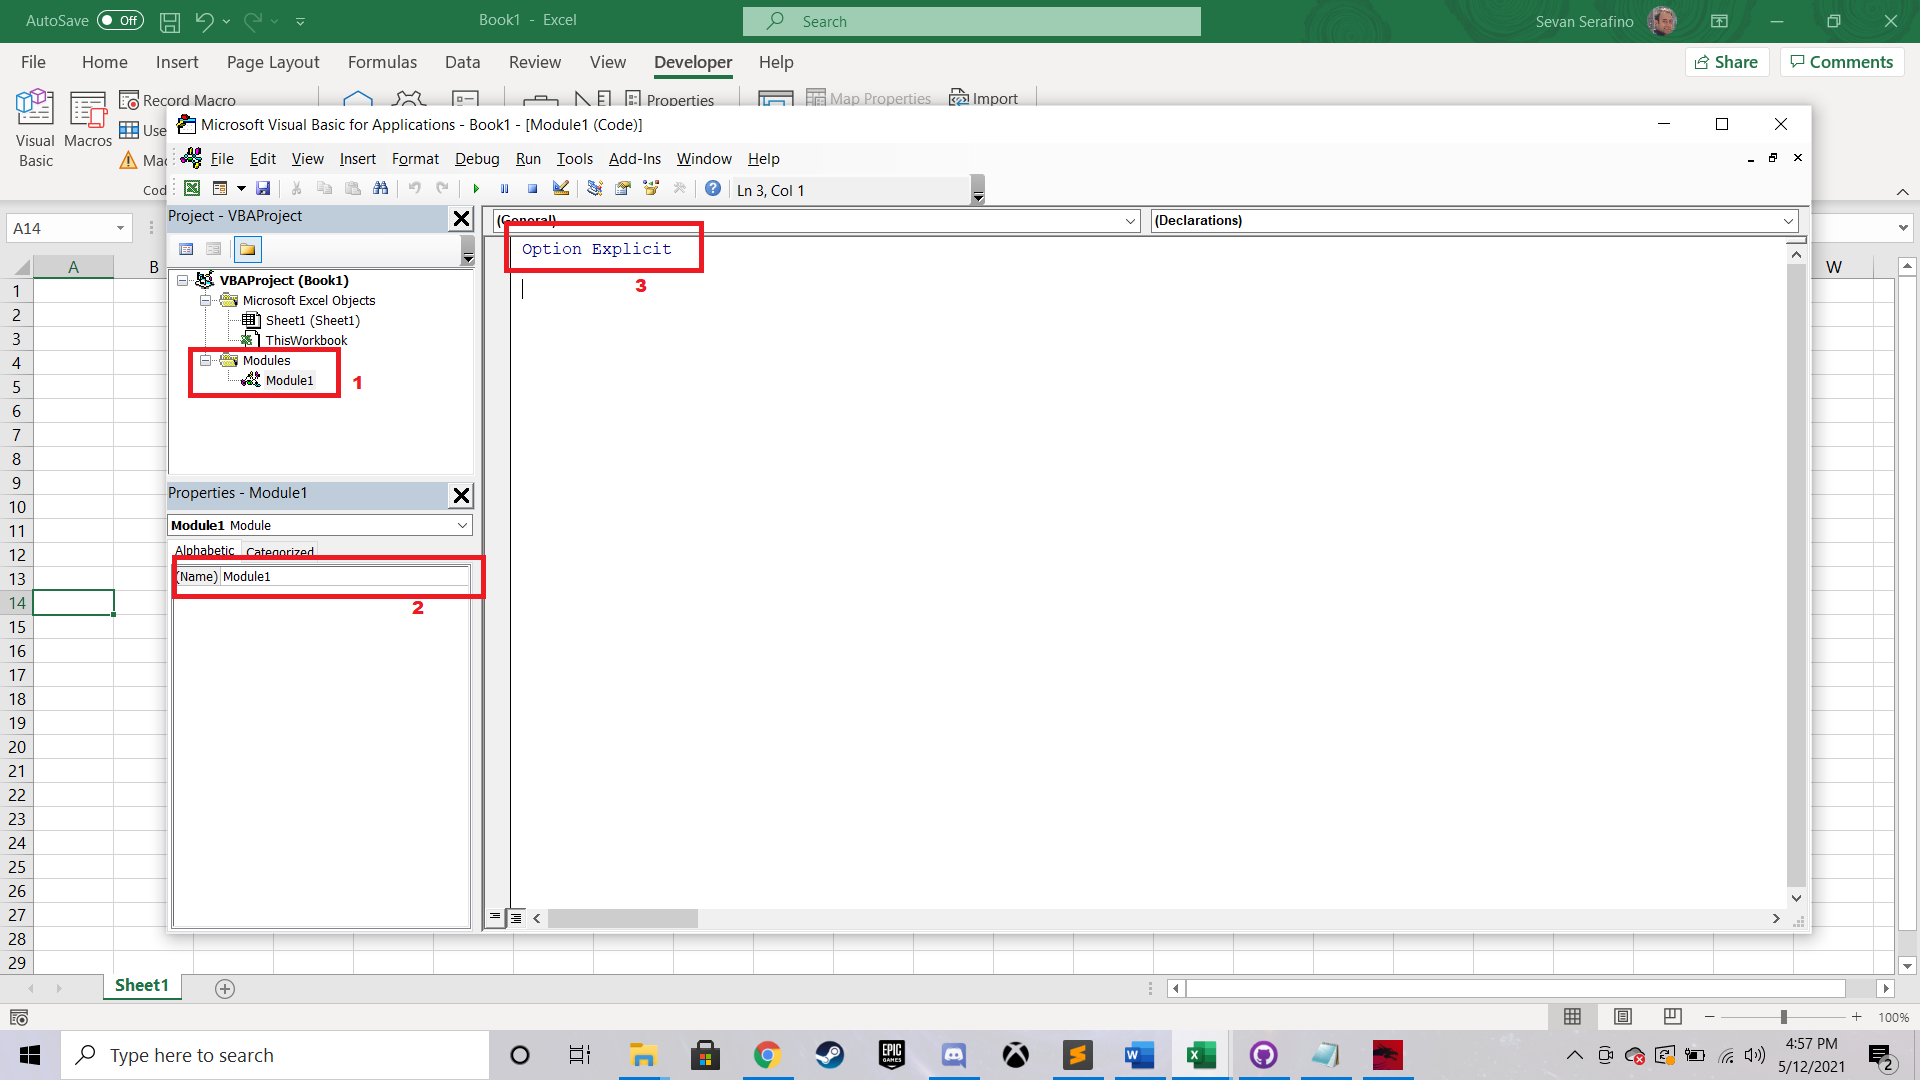 AutoSave Off Book1 - Excel Search Sevan Serafino
File Home Insert Page Layout Formulas Data Review View Developer Help Share Comments
Visual Basic
Macros
Record Macro
Use
Mac
Cod
Properties
Map Properties
Import
Microsoft Visual Basic for Applications - Book1 - [Module1 (Code)]
File Edit View Insert Format Debug Run Tools Add-Ins Window Help
Ln 3, Col 1
A14
Project - VBAProject
(General) (Declarations)
Option Explicit
3
VBAProject (Book1)
Microsoft Excel Objects
Sheet1 (Sheet1)
ThisWorkbook
Modules
Module1
1
Properties - Module1
Module1 Module
Alphabetic Categorized
(Name) Module1
2
A B W
1
2
3
4
5
6
7
8
9
10
11
12
13
14
15
16
17
18
19
20
21
22
23
24
25
26
27
28
29
Sheet1
100%
Type here to search
EPIC GAMES
4:57 PM
5/12/2021
2